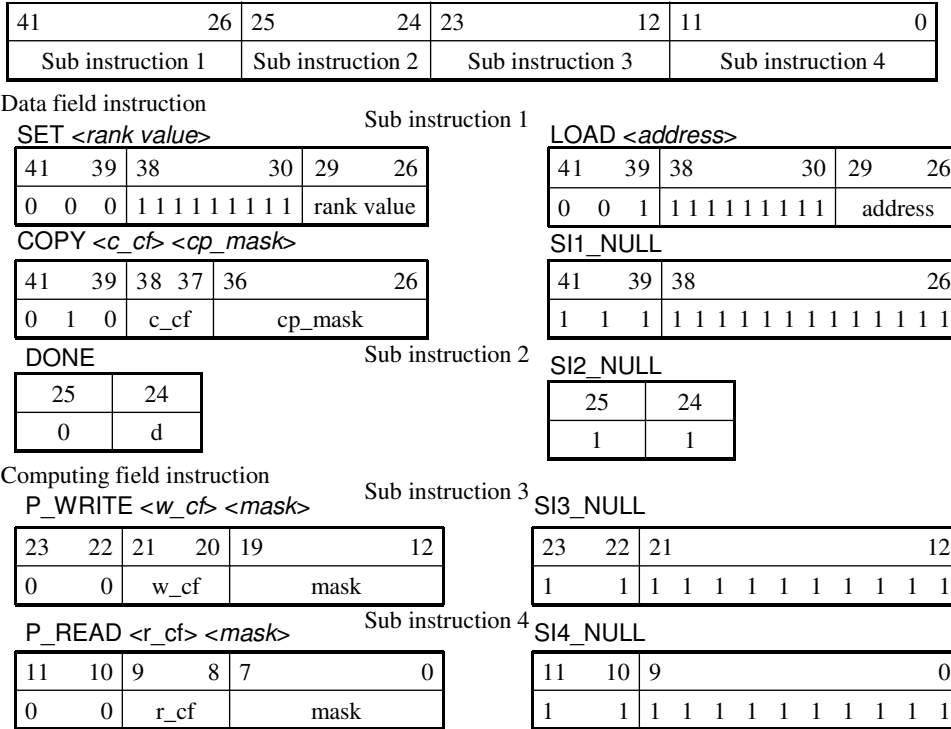 41 26 25 24 23 12 11 0
Sub instruction 1 Sub instruction 2 Sub instruction 3 Sub instruction 4
Data field instruction
Sub instruction 1
SET <rank value> LOAD <address>
41 39 38 30 29 26 41 39 38 30 29 26
0 0 0 1 1 1 1 1 1 1 1 1 rank value 0 0 1 1 1 1 1 1 1 1 1 1 address
COPY <c_cf> <cp_mask> SI1_NULL
41 39 38 37 36 26 41 39 38 26
0 1 0 c_cf cp_mask 1 1 1 1 1 1 1 1 1 1 1 1 1 1 1 1
Sub instruction 2
DONE SI2_NULL
25 24 25 24
0 d 1 1
Computing field instruction
Sub instruction 3
P_WRITE <w_cf> <mask> SI3_NULL
23 22 21 20 19 12 23 22 21 12
0 0 w_cf mask 1 1 1 1 1 1 1 1 1 1 1 1
Sub instruction 4
P_READ <r_cf> <mask> SI4_NULL
11 10 9 8 7 0 11 10 9 0
0 0 r_cf mask 1 1 1 1 1 1 1 1 1 1 1 1